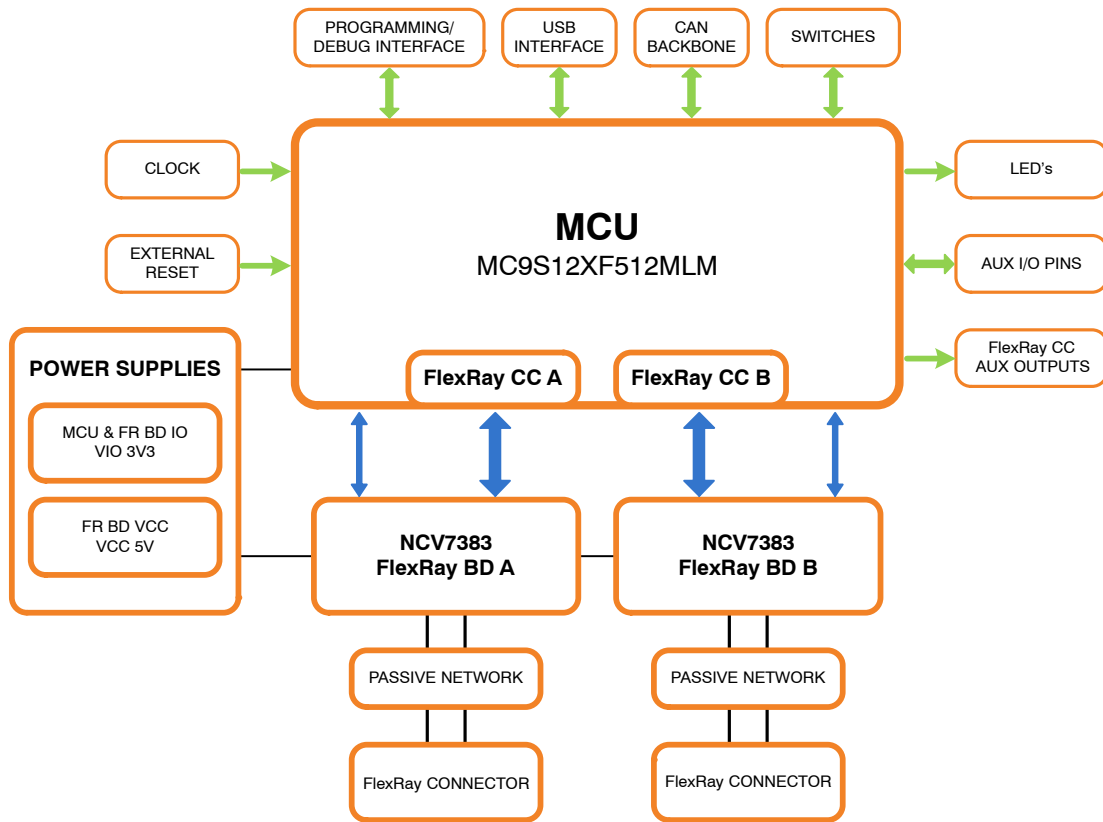 PROGRAMMING/
DEBUG INTERFACE
USB
INTERFACE
CAN
BACKBONE
SWITCHES
CLOCK
EXTERNAL
RESET
MCU
MC9S12XF512MLM
LED's
AUX I/O PINS
FlexRay CC
AUX OUTPUTS
POWER SUPPLIES
MCU & FR BD IO
VIO 3V3
FR BD VCC
VCC 5V
FlexRay CC A
FlexRay CC B
NCV7383
FlexRay BD A
NCV7383
FlexRay BD B
PASSIVE NETWORK
PASSIVE NETWORK
FlexRay CONNECTOR
FlexRay CONNECTOR